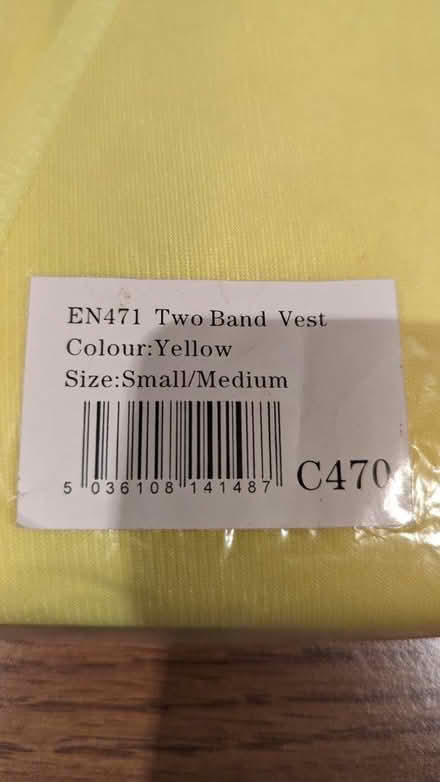 EN471 Two Band Vest
Colour:Yellow
Size:Small/Medium
5 036108 141487
C470